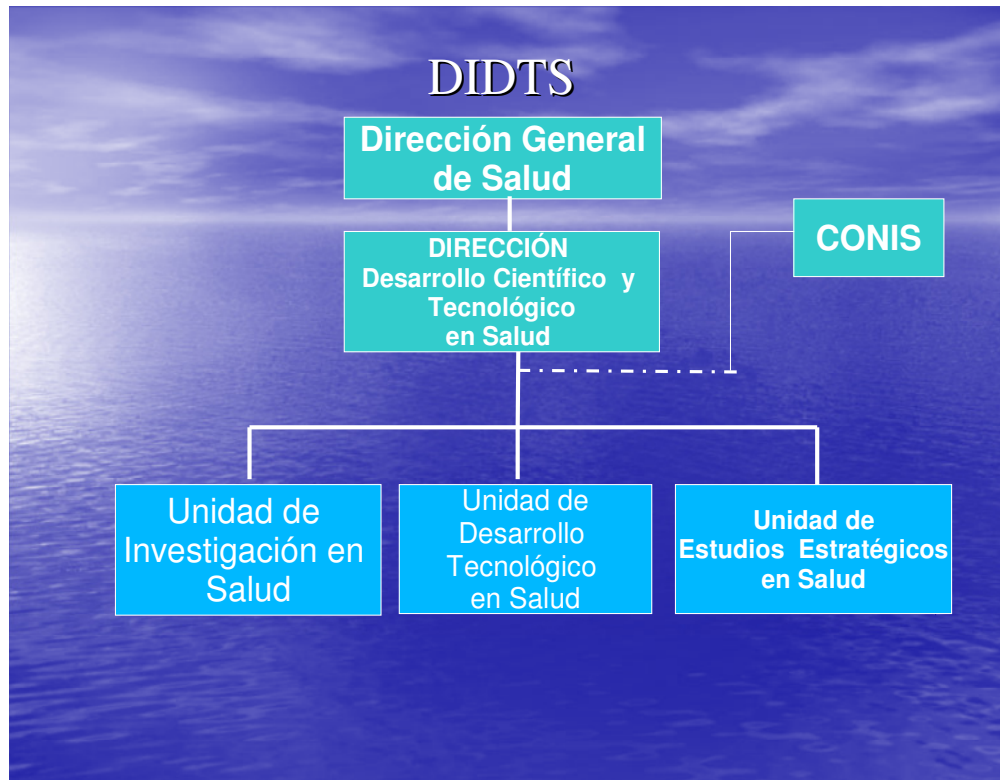 DIDTS
Dirección General
de Salud
DIRECCIÓN
Desarrollo Científico y
Tecnológico
en Salud
CONIS
Unidad de
Investigación en
Salud
Unidad de
Desarrollo
Tecnológico
en Salud
Unidad de
Estudios Estratégicos
en Salud